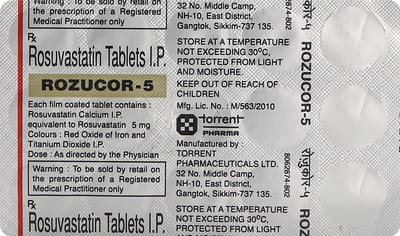 Warning : To be sold by retail on
the prescription of a Registered
Medical Practitioner only
Rx
Rosuvastatin Tablets I.P.
ROZUCOR-5
Each film coated tablet contains :
Rosuvastatin Calcium I.P.
equivalent to Rosuvastatin 5 mg
Colours : Red Oxide of Iron and
Titanium Dioxide I.P.
Dose : As directed by the Physician
Warning : To be sold by retail on
the prescription of a Registered
Medical Practitioner only
Rx
Rosuvastatin Tablets I.P.
32 No. Middle Camp,
NH-10, East District,
Gangtok, Sikkim-737 135.
STORE AT A TEMPERATURE
NOT EXCEEDING 30°C,
PROTECTED FROM LIGHT
AND MOISTURE.
KEEP OUT OF REACH OF
CHILDREN
Mfg. Lic. No. : M/563/2010
torrent
PHARMA
Manufactured by :
TORRENT
PHARMACEUTICALS LTD.
32 No. Middle Camp,
NH-10, East District,
Gangtok, Sikkim-737 135.
STORE AT A TEMPERATURE
NOT EXCEEDING 30°C,
PROTECTED FROM LIGHT
8062874-802
ROZUCOR-5
रोज़ुकोर-५